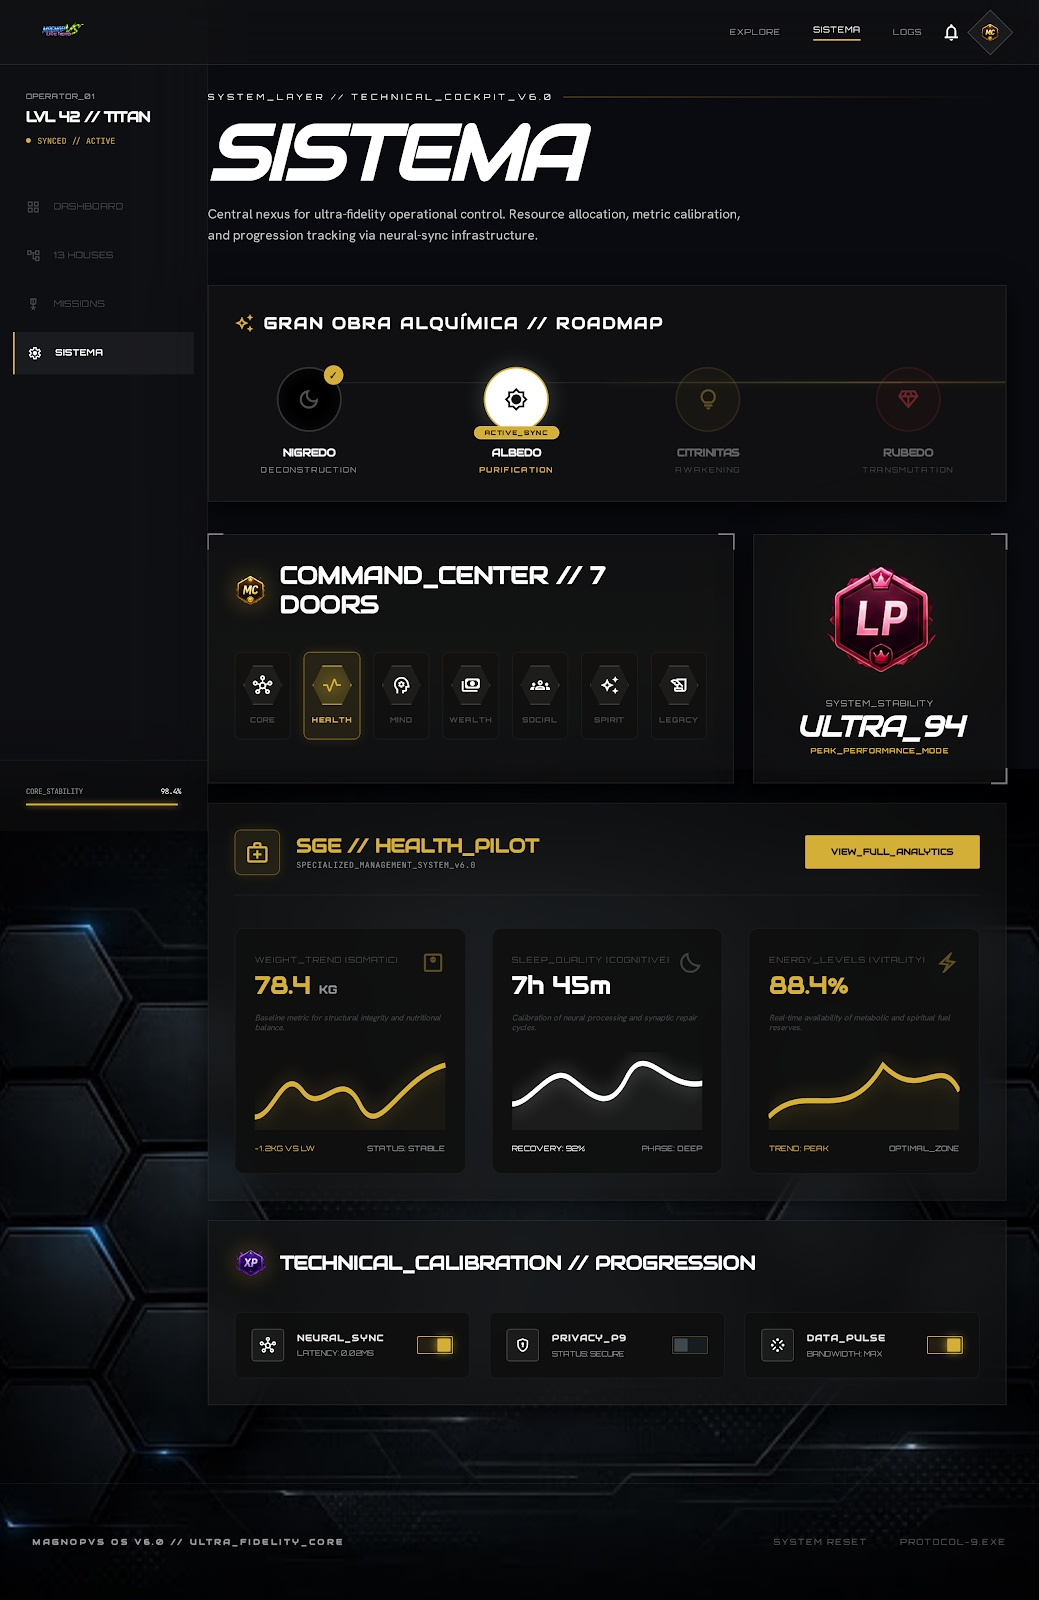 EXPLORE
SISTEMA
LOGS
MC
OPERATOR_01
LVL 42 // TITAN
SYNCED // ACTIVE
DASHBOARD
13 HOUSES
MISSIONS
SISTEMA
CORE_STABILITY
98.4%
SYSTEM_LAYER // TECHNICAL_COCKPIT_V6.0
SISTEMA
Central nexus for ultra-fidelity operational control. Resource allocation, metric calibration,
and progression tracking via neural-sync infrastructure.
GRAN OBRA ALQUÍMICA // ROADMAP
✓
ACTIVE_SYNC
NIGREDO
ALBEDO
CITRINITAS
RUBEDO
DECONSTRUCTION
PURIFICATION
AWAKENING
TRANSMUTATION
MC
COMMAND_CENTER // 7
DOORS
CORE
HEALTH
MIND
WEALTH
SOCIAL
SPIRIT
LEGACY
LP
SYSTEM_STABILITY
ULTRA_94
PEAK_PERFORMANCE_MODE
SGE // HEALTH_PILOT
SPECIALIZED_MANAGEMENT_SYSTEM_v6.0
VIEW_FULL_ANALYTICS
WEIGHT_TREND (SOMATIC)
78.4 KG
Baseline metric for structural integrity and nutritional
balance.
-1.2KG VS LW
STATUS: STABLE
SLEEP_QUALITY (COGNITIVE)
7h 45m
Calibration of neural processing and synaptic repair
cycles.
RECOVERY: 92%
PHASE: DEEP
ENERGY_LEVELS (VITALITY)
88.4%
Real-time availability of metabolic and spiritual fuel
reserves.
TREND: PEAK
OPTIMAL_ZONE
XP
TECHNICAL_CALIBRATION // PROGRESSION
NEURAL_SYNC
LATENCY: 0.02MS
PRIVACY_P9
STATUS: SECURE
DATA_PULSE
BANDWIDTH: MAX
MAGNOPVS OS V6.0 // ULTRA_FIDELITY_CORE
SYSTEM RESET
PROTOCOL-9.EXE